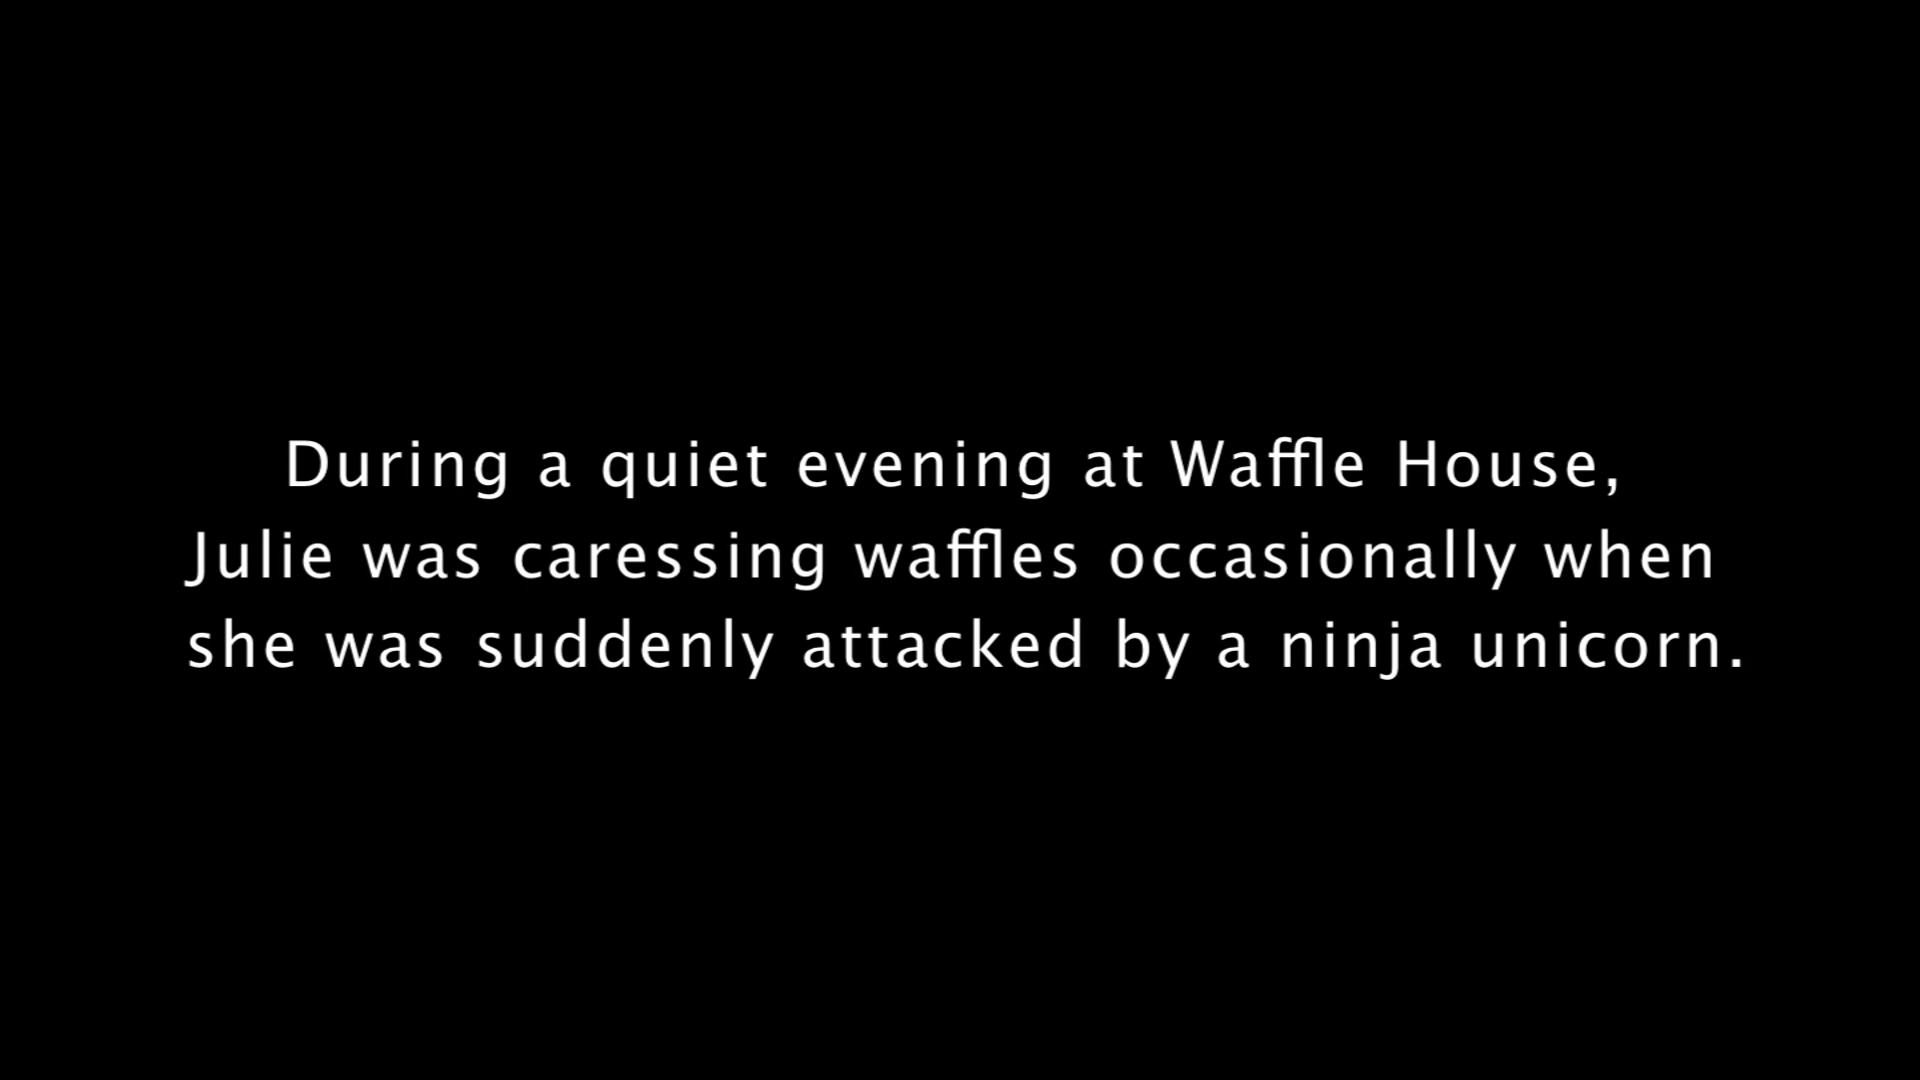 During a quiet evening at Waffle House,
Julie was caressing waffles occasionally when
she was suddenly attacked by a ninja unicorn.